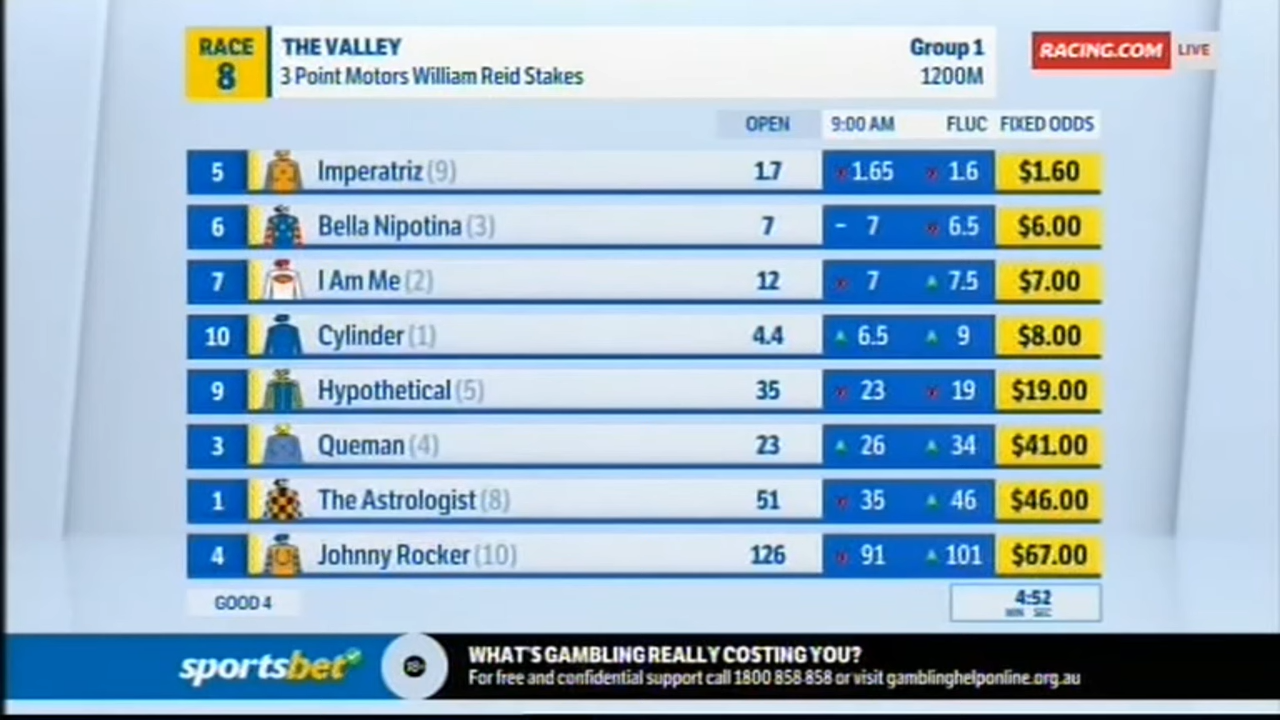 RACE 8
THE VALLEY
Group 1
3 Point Motors William Reid Stakes
1200M
RACING.COM LIVE
OPEN 9:00 AM FLUC FIXED ODDS
5 Imperatriz (9) 1.7 1.65 1.6 $1.60
6 Bella Nipotina (3) 7 - 7 6.5 $6.00
7 I Am Me (2) 12 7 7.5 $7.00
10 Cylinder (1) 4.4 6.5 9 $8.00
9 Hypothetical (5) 35 23 19 $19.00
3 Queman (4) 23 26 34 $41.00
1 The Astrologist (8) 51 35 46 $46.00
4 Johnny Rocker (10) 126 91 101 $67.00
GOOD 4
4:52
MIN SEC
sportsbet
18+
WHAT'S GAMBLING REALLY COSTING YOU?
For free and confidential support call 1800 858 858 or visit gamblinghelponline.org.au